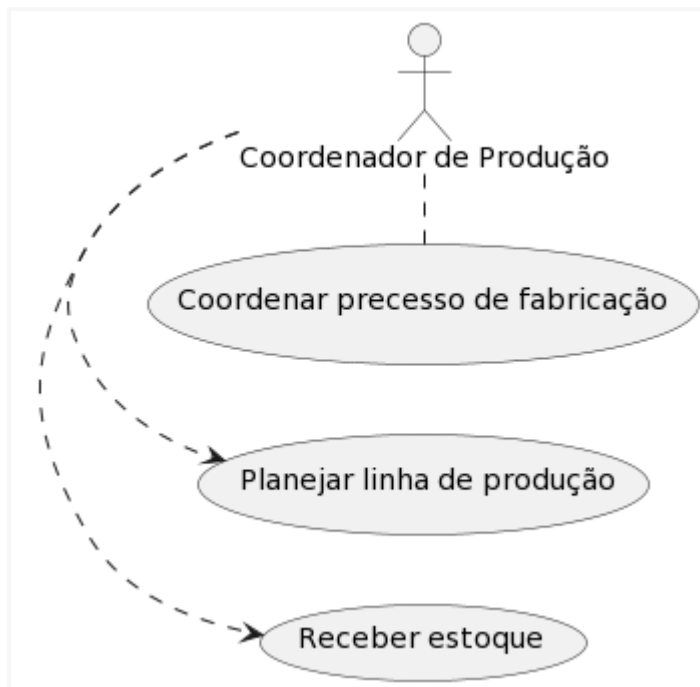 Coordenador de Produção
Coordenar precesso de fabricação
Planejar linha de produção
Receber estoque